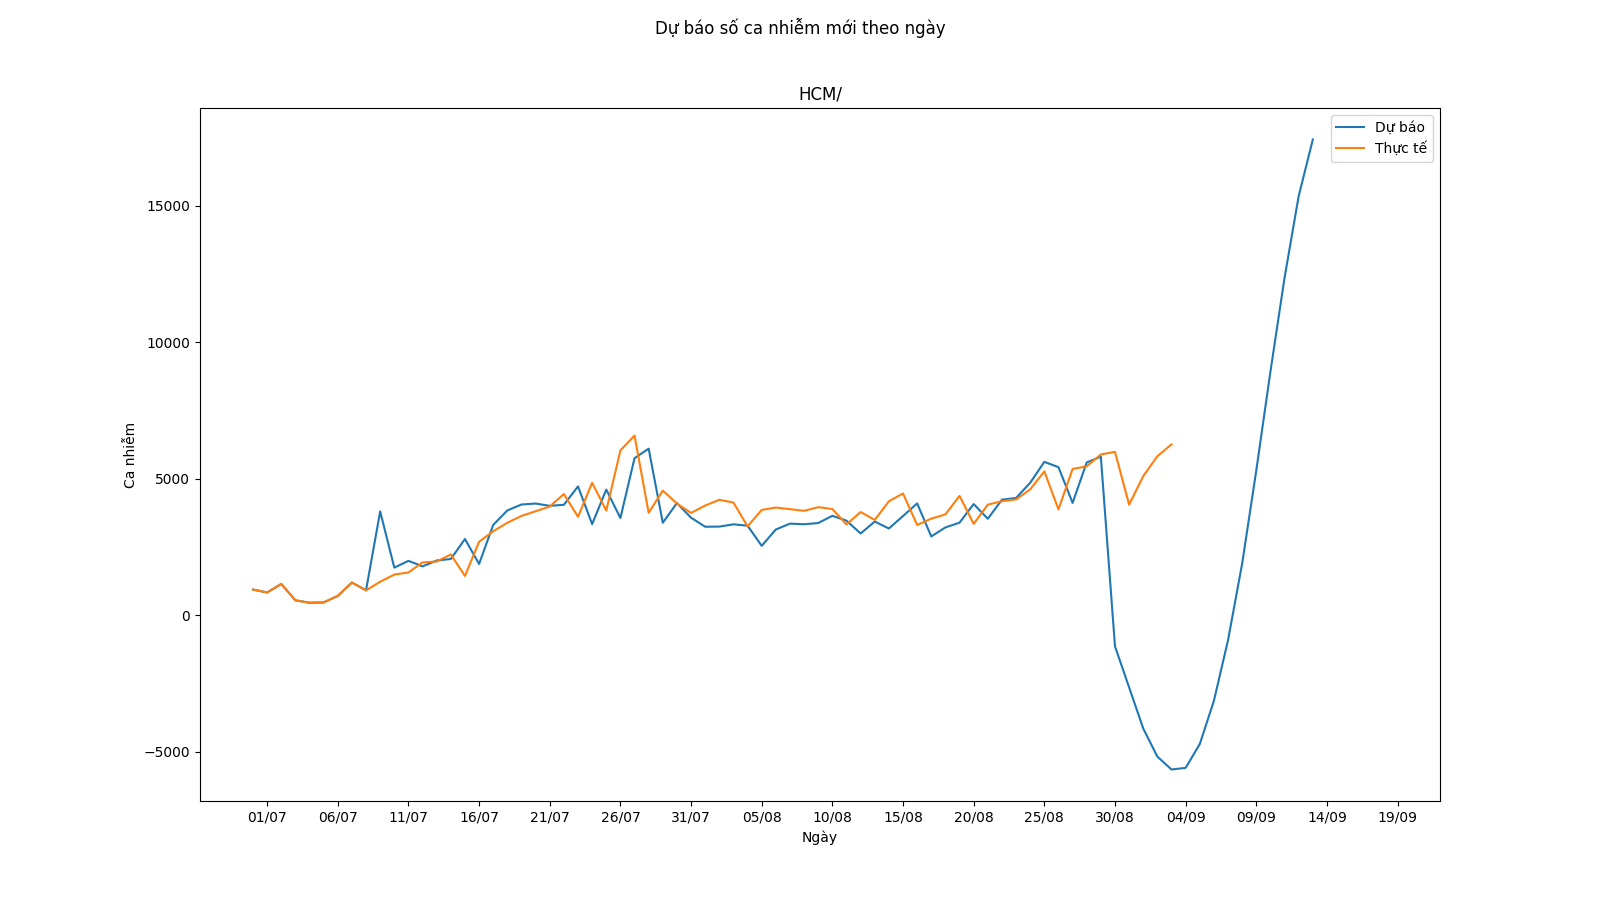 Dự báo số ca nhiễm mới theo ngày
HCM/
Dự báo
Thực tế
Ca nhiễm
15000
10000
5000
0
−5000
01/07 06/07 11/07 16/07 21/07 26/07 31/07 05/08 10/08 15/08 20/08 25/08 30/08 04/09 09/09 14/09 19/09
Ngày